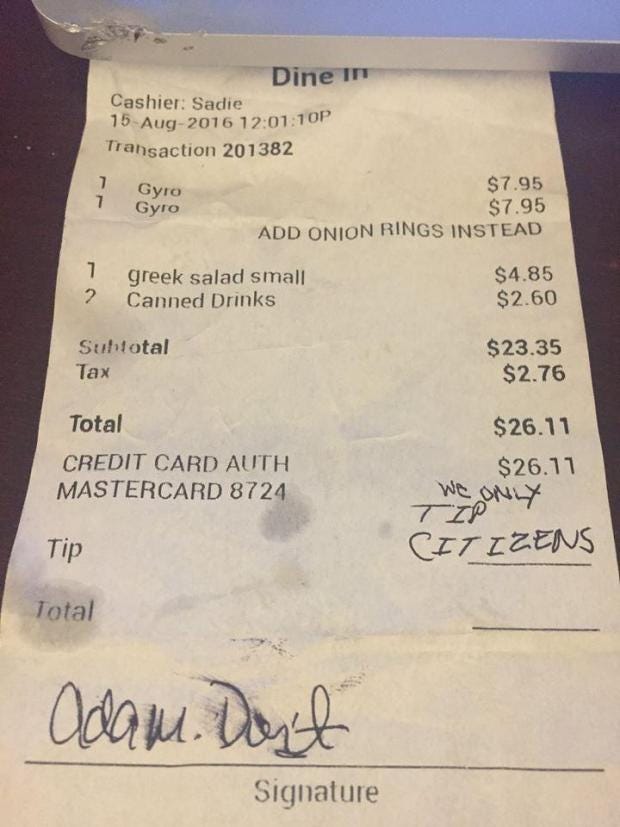 Dine In
Cashier: Sadie
15-Aug-2016 12:01:10P
Transaction 201382
1 Gyro $7.95
1 Gyro $7.95
ADD ONION RINGS INSTEAD
1 greek salad small $4.85
2 Canned Drinks $2.60
Subtotal $23.35
Tax $2.76
Total $26.11
CREDIT CARD AUTH $26.11
MASTERCARD 8724
WE ONLY
TIP
Tip CITIZENS
Total
Adam.
Signature